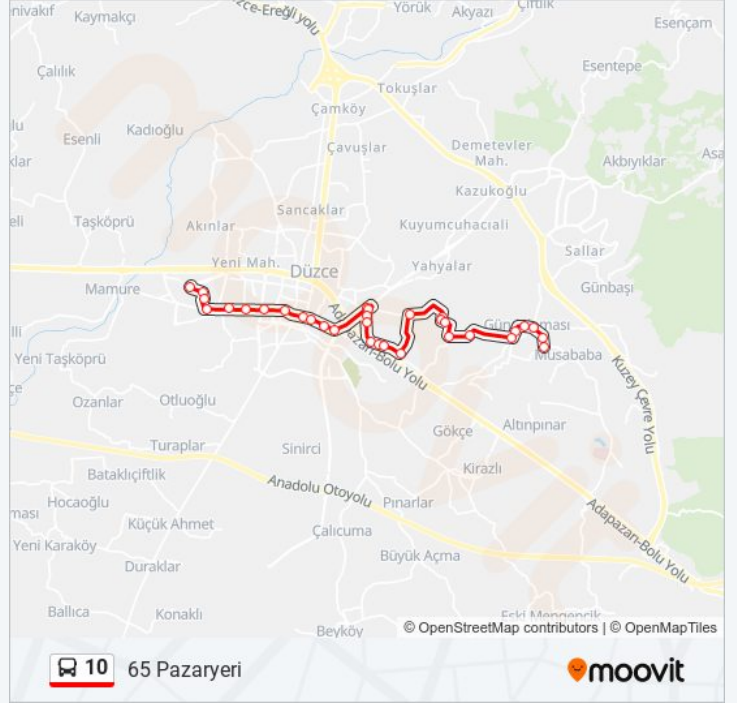 nivakıf
Kaymakçı
zce-Ereğli yolu
Yörük
Akyazı
Çiftlik
Esençam
Çalılık
Esentepe
Tokuşlar
Çamköy
lu
Esenli
Kadıoğlu
Çavuşlar
Demetevler
Mah.
lar
Akbıyıklar
Asa
Kazukoğlu
Sancaklar
eli
Taşköprü
Akınlar
Kuyumcuhacıali
Sallar
Yeni Mah.
Düzce
Yahyalar
Mamure
Günbaşı
Adapazarı-Bolu Yolu
lli
Yeni Taşköprü
Musababa
Kuzey Çevre Yolu
çe
Ozanlar
Otluoğlu
Gökçe
Altınpınar
Turaplar
Sinirci
Kirazlı
Bataklıçiftlik
Anadolu Otoyolu
Hocaoğlu
Pınarlar
Adapazarı-Bolu Yolu
ması
Küçük Ahmet
Çalıcuma
Yeni Karaköy
Büyük Açma
Duraklar
Ballıca
Konaklı
Beyköy
Eski Mengencik
© OpenStreetMap contributors | © OpenMapTiles
10 65 Pazaryeri
moovit